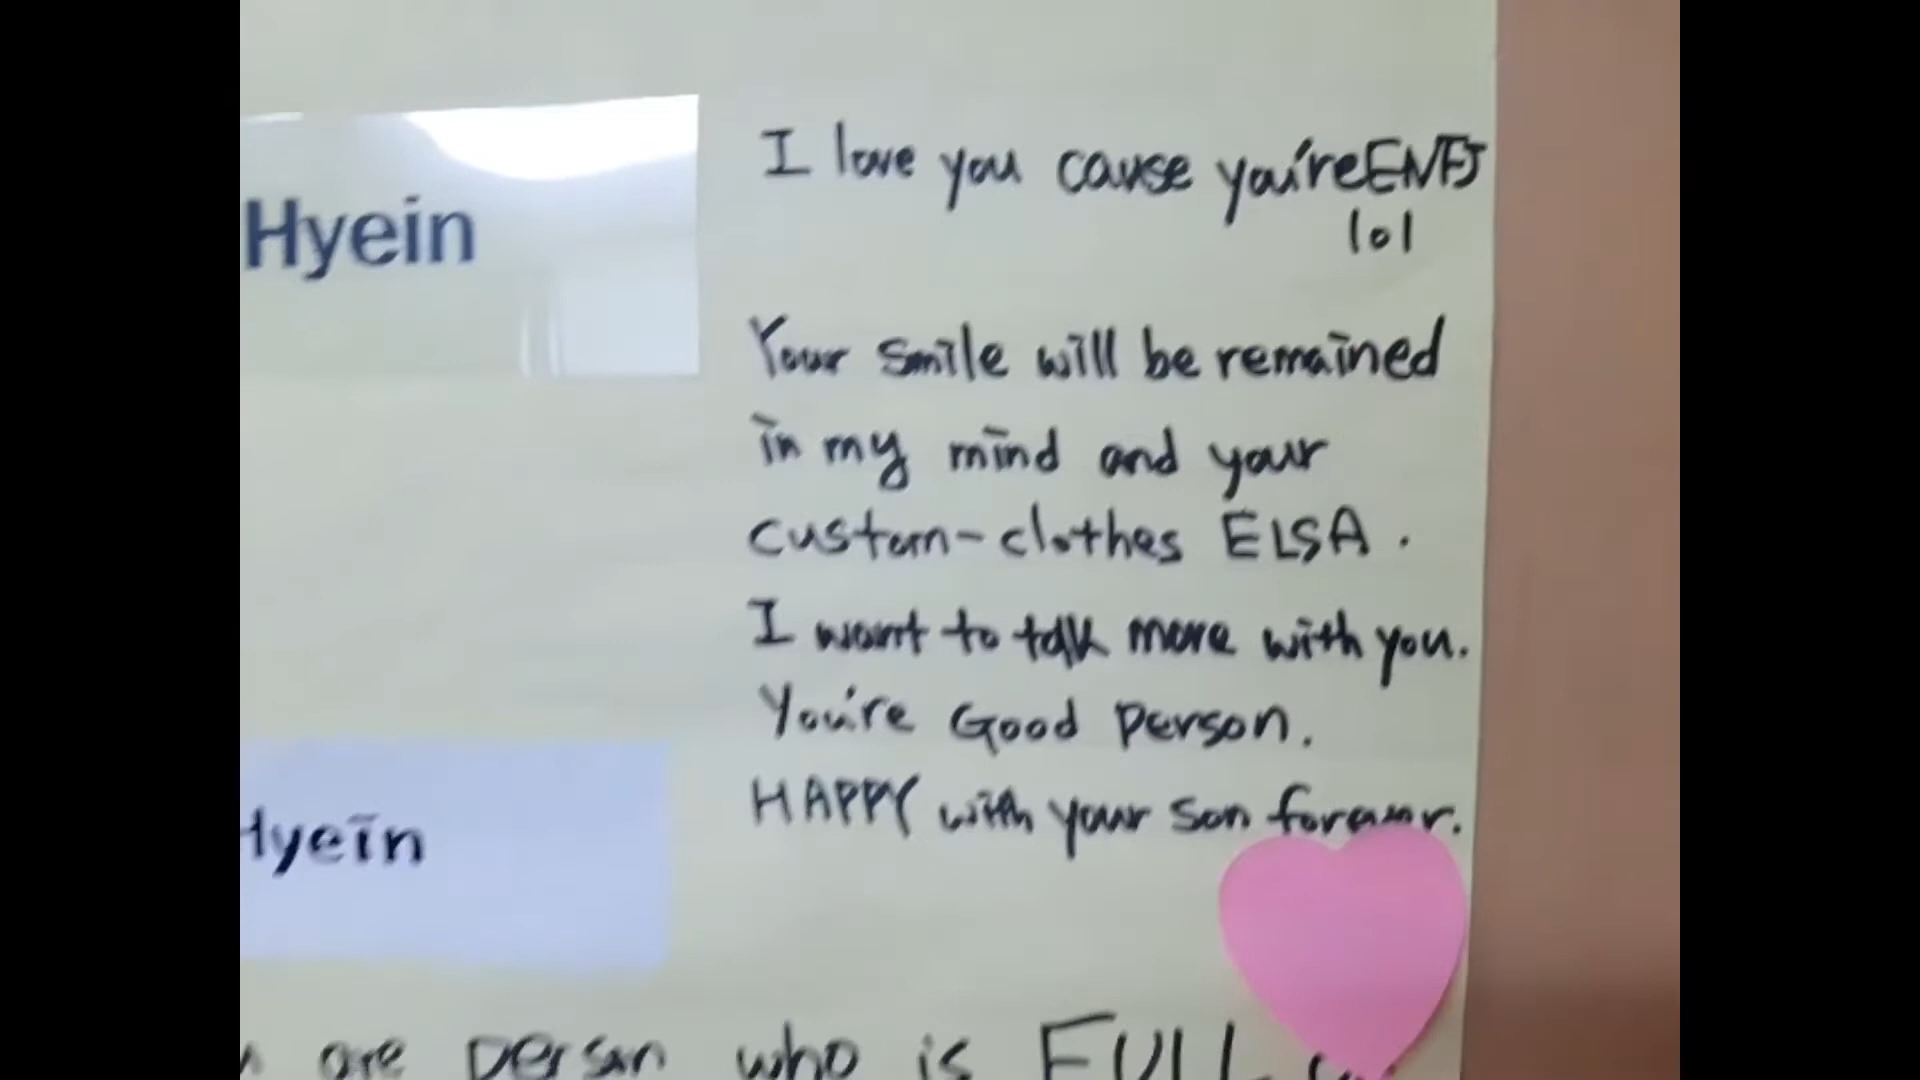 Hyein
I love you cause you're ENFJ
lol
Your smile will be remained
in my mind and your
custom-clothes ELSA.
I want to talk more with you.
You're Good person.
HAPPY with your son forever.
Hyein
are person who is FULL